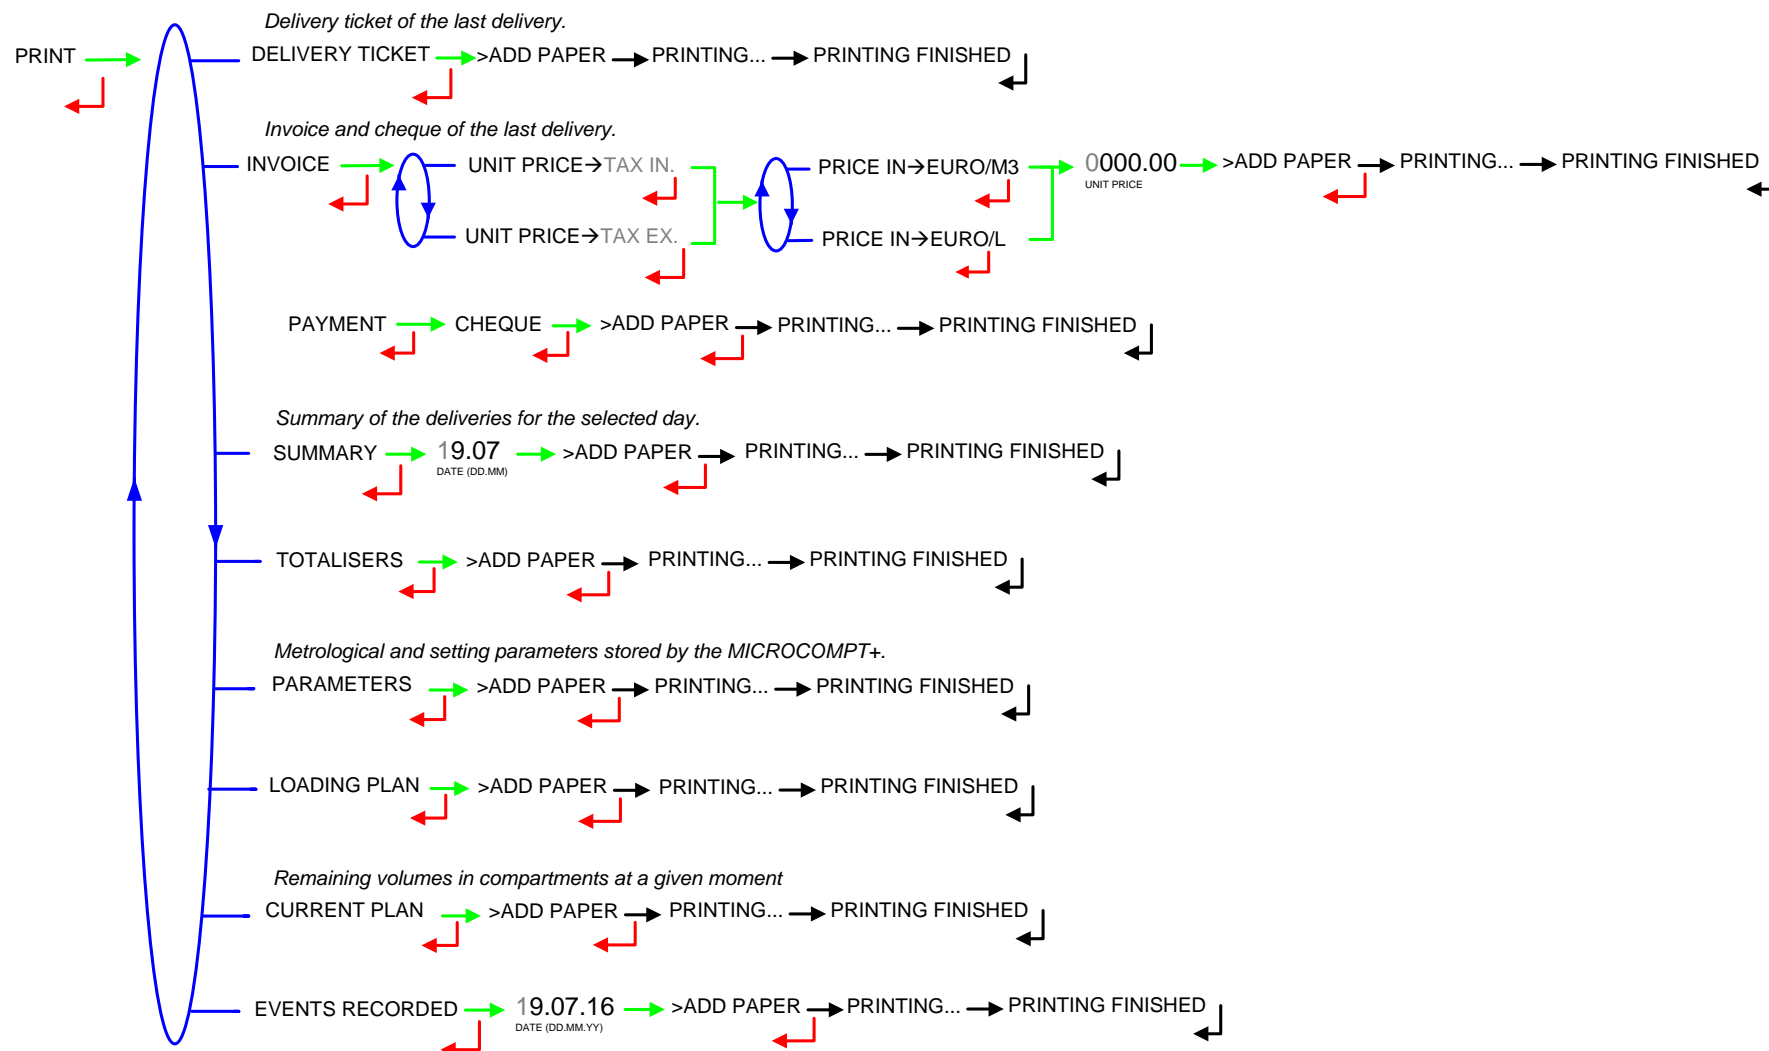 Delivery ticket of the last delivery.
PRINT DELIVERY TICKET >ADD PAPER PRINTING... PRINTING FINISHED
Invoice and cheque of the last delivery.
INVOICE UNIT PRICE→TAX IN. PRICE IN→EURO/M3 0000.00 >ADD PAPER PRINTING... PRINTING FINISHED
UNIT PRICE
UNIT PRICE→TAX EX. PRICE IN→EURO/L
PAYMENT CHEQUE >ADD PAPER PRINTING... PRINTING FINISHED
Summary of the deliveries for the selected day.
SUMMARY 19.07 >ADD PAPER PRINTING... PRINTING FINISHED
DATE (DD.MM)
TOTALISERS >ADD PAPER PRINTING... PRINTING FINISHED
Metrological and setting parameters stored by the MICROCOMPT+.
PARAMETERS >ADD PAPER PRINTING... PRINTING FINISHED
LOADING PLAN >ADD PAPER PRINTING... PRINTING FINISHED
Remaining volumes in compartments at a given moment
CURRENT PLAN >ADD PAPER PRINTING... PRINTING FINISHED
EVENTS RECORDED 19.07.16 >ADD PAPER PRINTING... PRINTING FINISHED
DATE (DD.MM.YY)